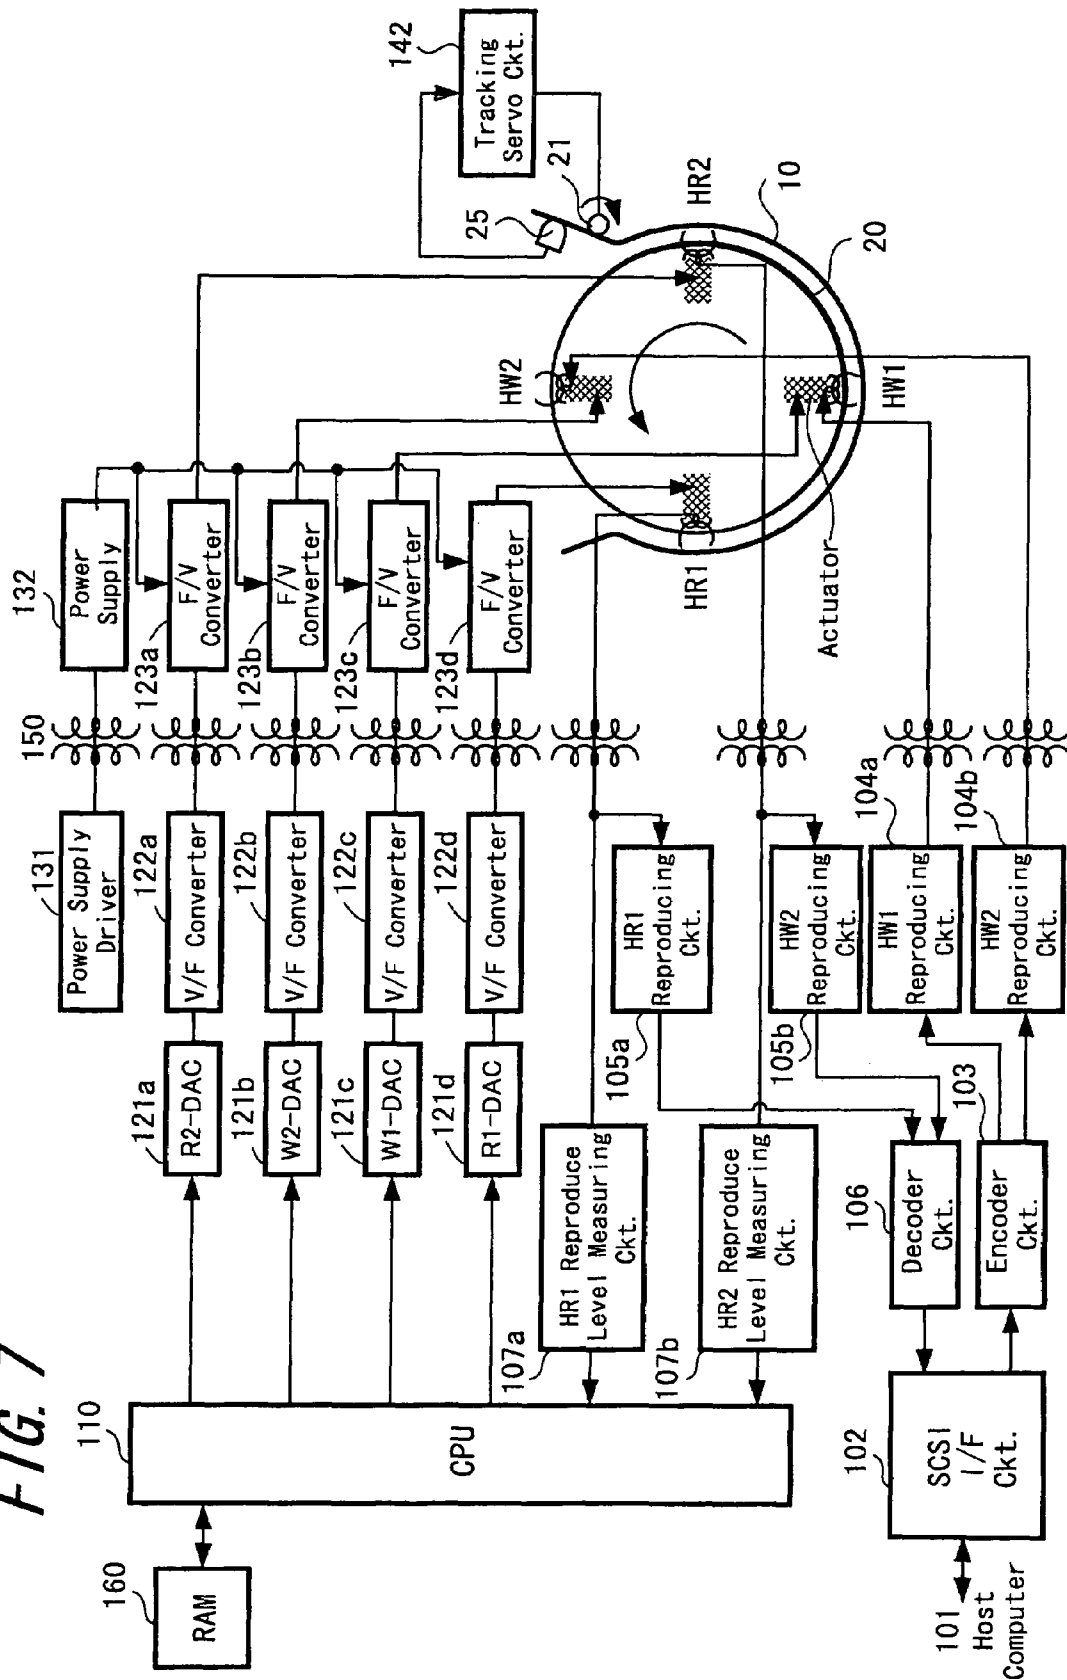 FIG. 7
160
RAM
110
CPU
121a
R2-DAC
122a
V/F Converter
123a
F/V
Converter
121b
W2-DAC
122b
V/F Converter
123b
F/V
Converter
121c
W1-DAC
122c
V/F Converter
123c
F/V
Converter
121d
R1-DAC
122d
V/F Converter
123d
F/V
Converter
131
Power Supply
Driver
150
132
Power
Supply
142
Tracking
Servo Ckt.
25
21
HR2
10
20
HW2
HW1
HR1
Actuator
107a
HR1 Reproduce
Level Measuring
Ckt.
107b
HR2 Reproduce
Level Measuring
Ckt.
105a
HR1
Reproducing
Ckt.
105b
HW2
Reproducing
Ckt.
104a
HW1
Reproducing
Ckt.
104b
HW2
Reproducing
Ckt.
106
Decoder
Ckt.
103
Encoder
Ckt.
102
SCSI
I/F
Ckt.
101
Host
Computer